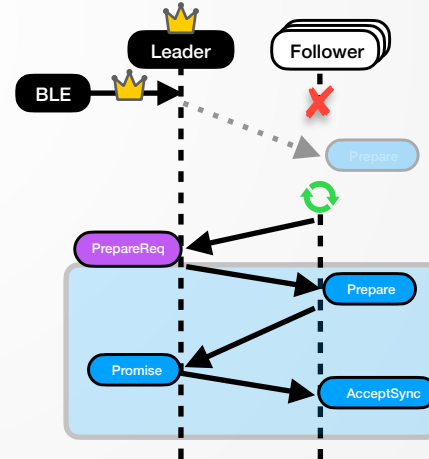 Leader
Follower
BLE
Prepare
PrepareReq
Prepare
Promise
AcceptSync